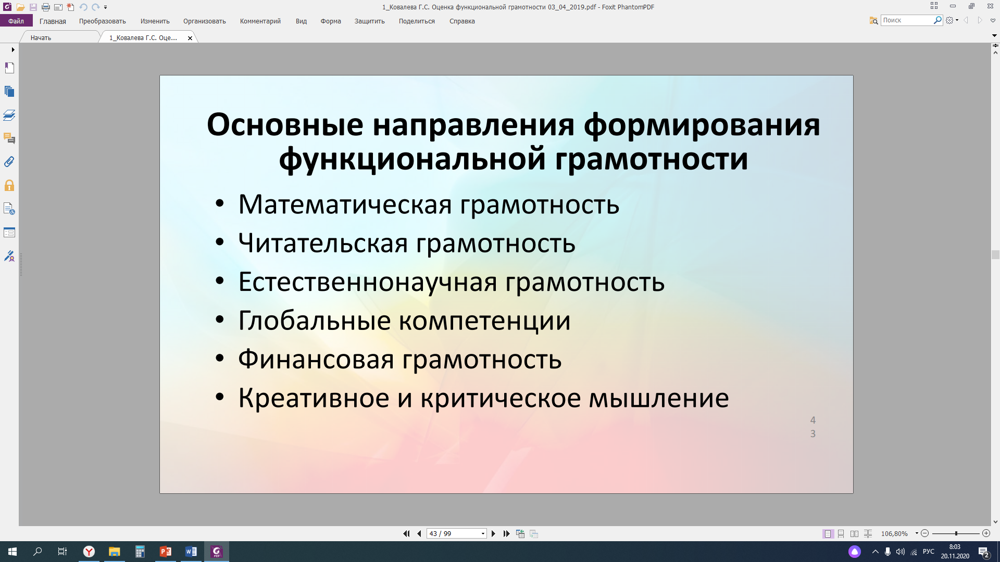 1_Ковалева Г.С. Оценка функциональной грамотности 03_04_2019.pdf - Foxit PhantomPDF
Файл Главная Преобразовать Изменить Организовать Комментарий Вид Форма Защитить Поделиться Справка Поиск
Начать 1_Ковалева Г.С. Оце...
Основные направления формирования
функциональной грамотности
• Математическая грамотность
• Читательская грамотность
• Естественнонаучная грамотность
• Глобальные компетенции
• Финансовая грамотность
• Креативное и критическое мышление
4
3
43 / 99 106,80%
РУС 8:03
20.11.2020 2